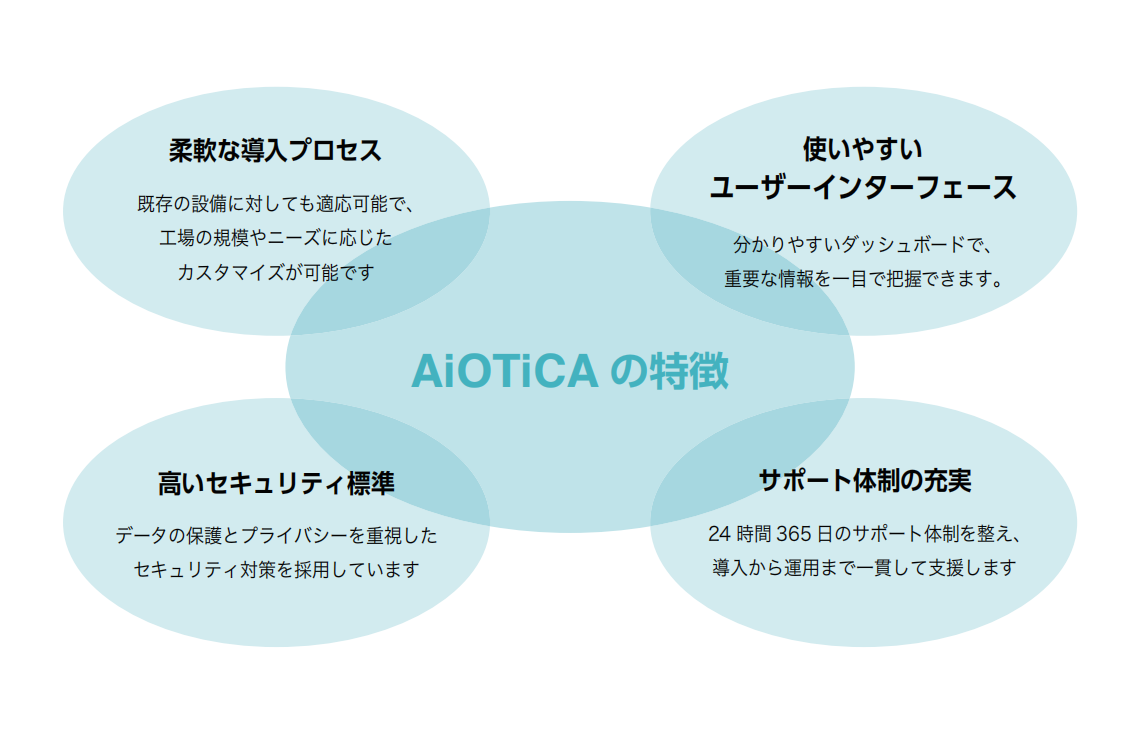 柔軟な導入プロセス
既存の設備に対しても適応可能で、
工場の規模やニーズに応じた
カスタマイズが可能です
使いやすい
ユーザーインターフェース
分かりやすいダッシュボードで、
重要な情報を一目で把握できます。
AiOTiCA の特徴
高いセキュリティ標準
データの保護とプライバシーを重視した
セキュリティ対策を採用しています
サポート体制の充実
24 時間 365 日のサポート体制を整え、
導入から運用まで一貫して支援します